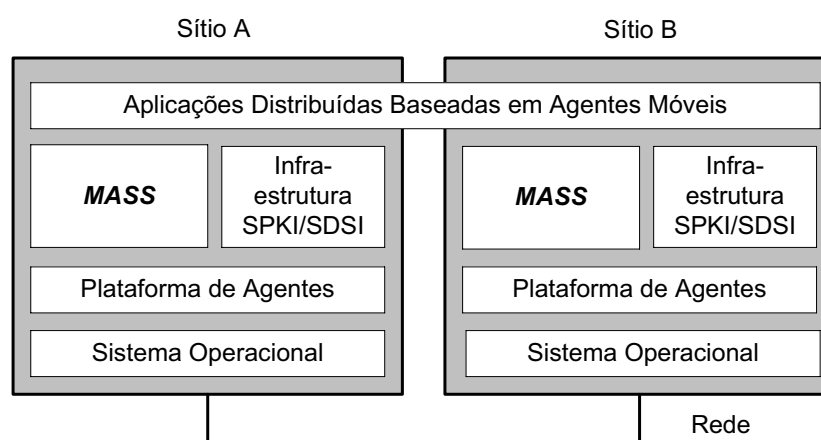 Sítio A
Sítio B
Aplicações Distribuídas Baseadas em Agentes Móveis
MASS
Infra-
estrutura
SPKI/SDSI
MASS
Infra-
estrutura
SPKI/SDSI
Plataforma de Agentes
Plataforma de Agentes
Sistema Operacional
Sistema Operacional
Rede